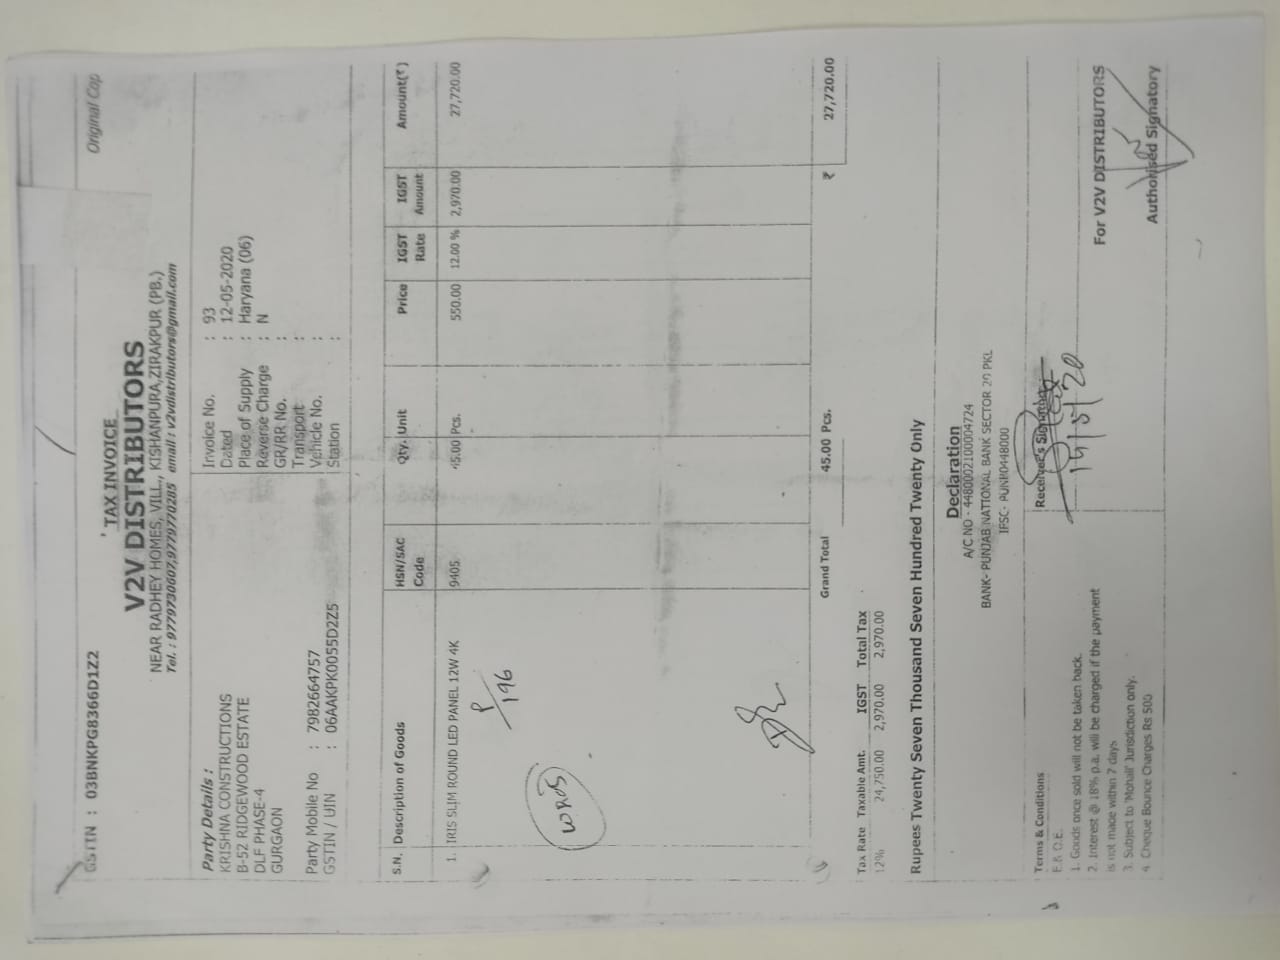 GSTIN : 03BNKPG8366D1Z2
Original Cop
TAX INVOICE
V2V DISTRIBUTORS
NEAR RADHEY HOMES, VILL., KISHANPURA,ZIRAKPUR (PB.)
Tel. : 9779730607,9779770285 email : v2vdistributors@gmail.com
Party Details :
KRISHNA CONSTRUCTIONS
B-52 RIDGEWOOD ESTATE
DLF PHASE-4
GURGAON
Party Mobile No : 7982664757
GSTIN / UIN : 06AAKPK0055D2Z5
Invoice No. : 93
Dated : 12-05-2020
Place of Supply : Haryana (06)
Reverse Charge : N
GR/RR No. :
Transport :
Vehicle No. :
Station :
S.N. Description of Goods HSN/SAC Code Qty. Unit Price IGST Rate IGST Amount Amount(₹)
1. IRIS SLIM ROUND LED PANEL 12W 4K 9405 45.00 Pcs. 550.00 12.00 % 2,970.00 27,720.00
P/196
Grand Total 45.00 Pcs. ₹ 27,720.00
Tax Rate Taxable Amt. IGST Total Tax
12% 24,750.00 2,970.00 2,970.00
Rupees Twenty Seven Thousand Seven Hundred Twenty Only
Declaration
A/C NO - 4480002100004724
BANK- PUNJAB NATIONAL BANK SECTOR 20 PKL
IFSC- PUNB0448000
Terms & Conditions
E.& O.E.
1. Goods once sold will not be taken back.
2. Interest @ 18% p.a. will be charged if the payment
is not made within 7 days
3. Subject to 'Mohali' Jurisdiction only.
4. Cheque Bounce Charges Rs 500
Receiver's Signature
For V2V DISTRIBUTORS
Authorised Signatory